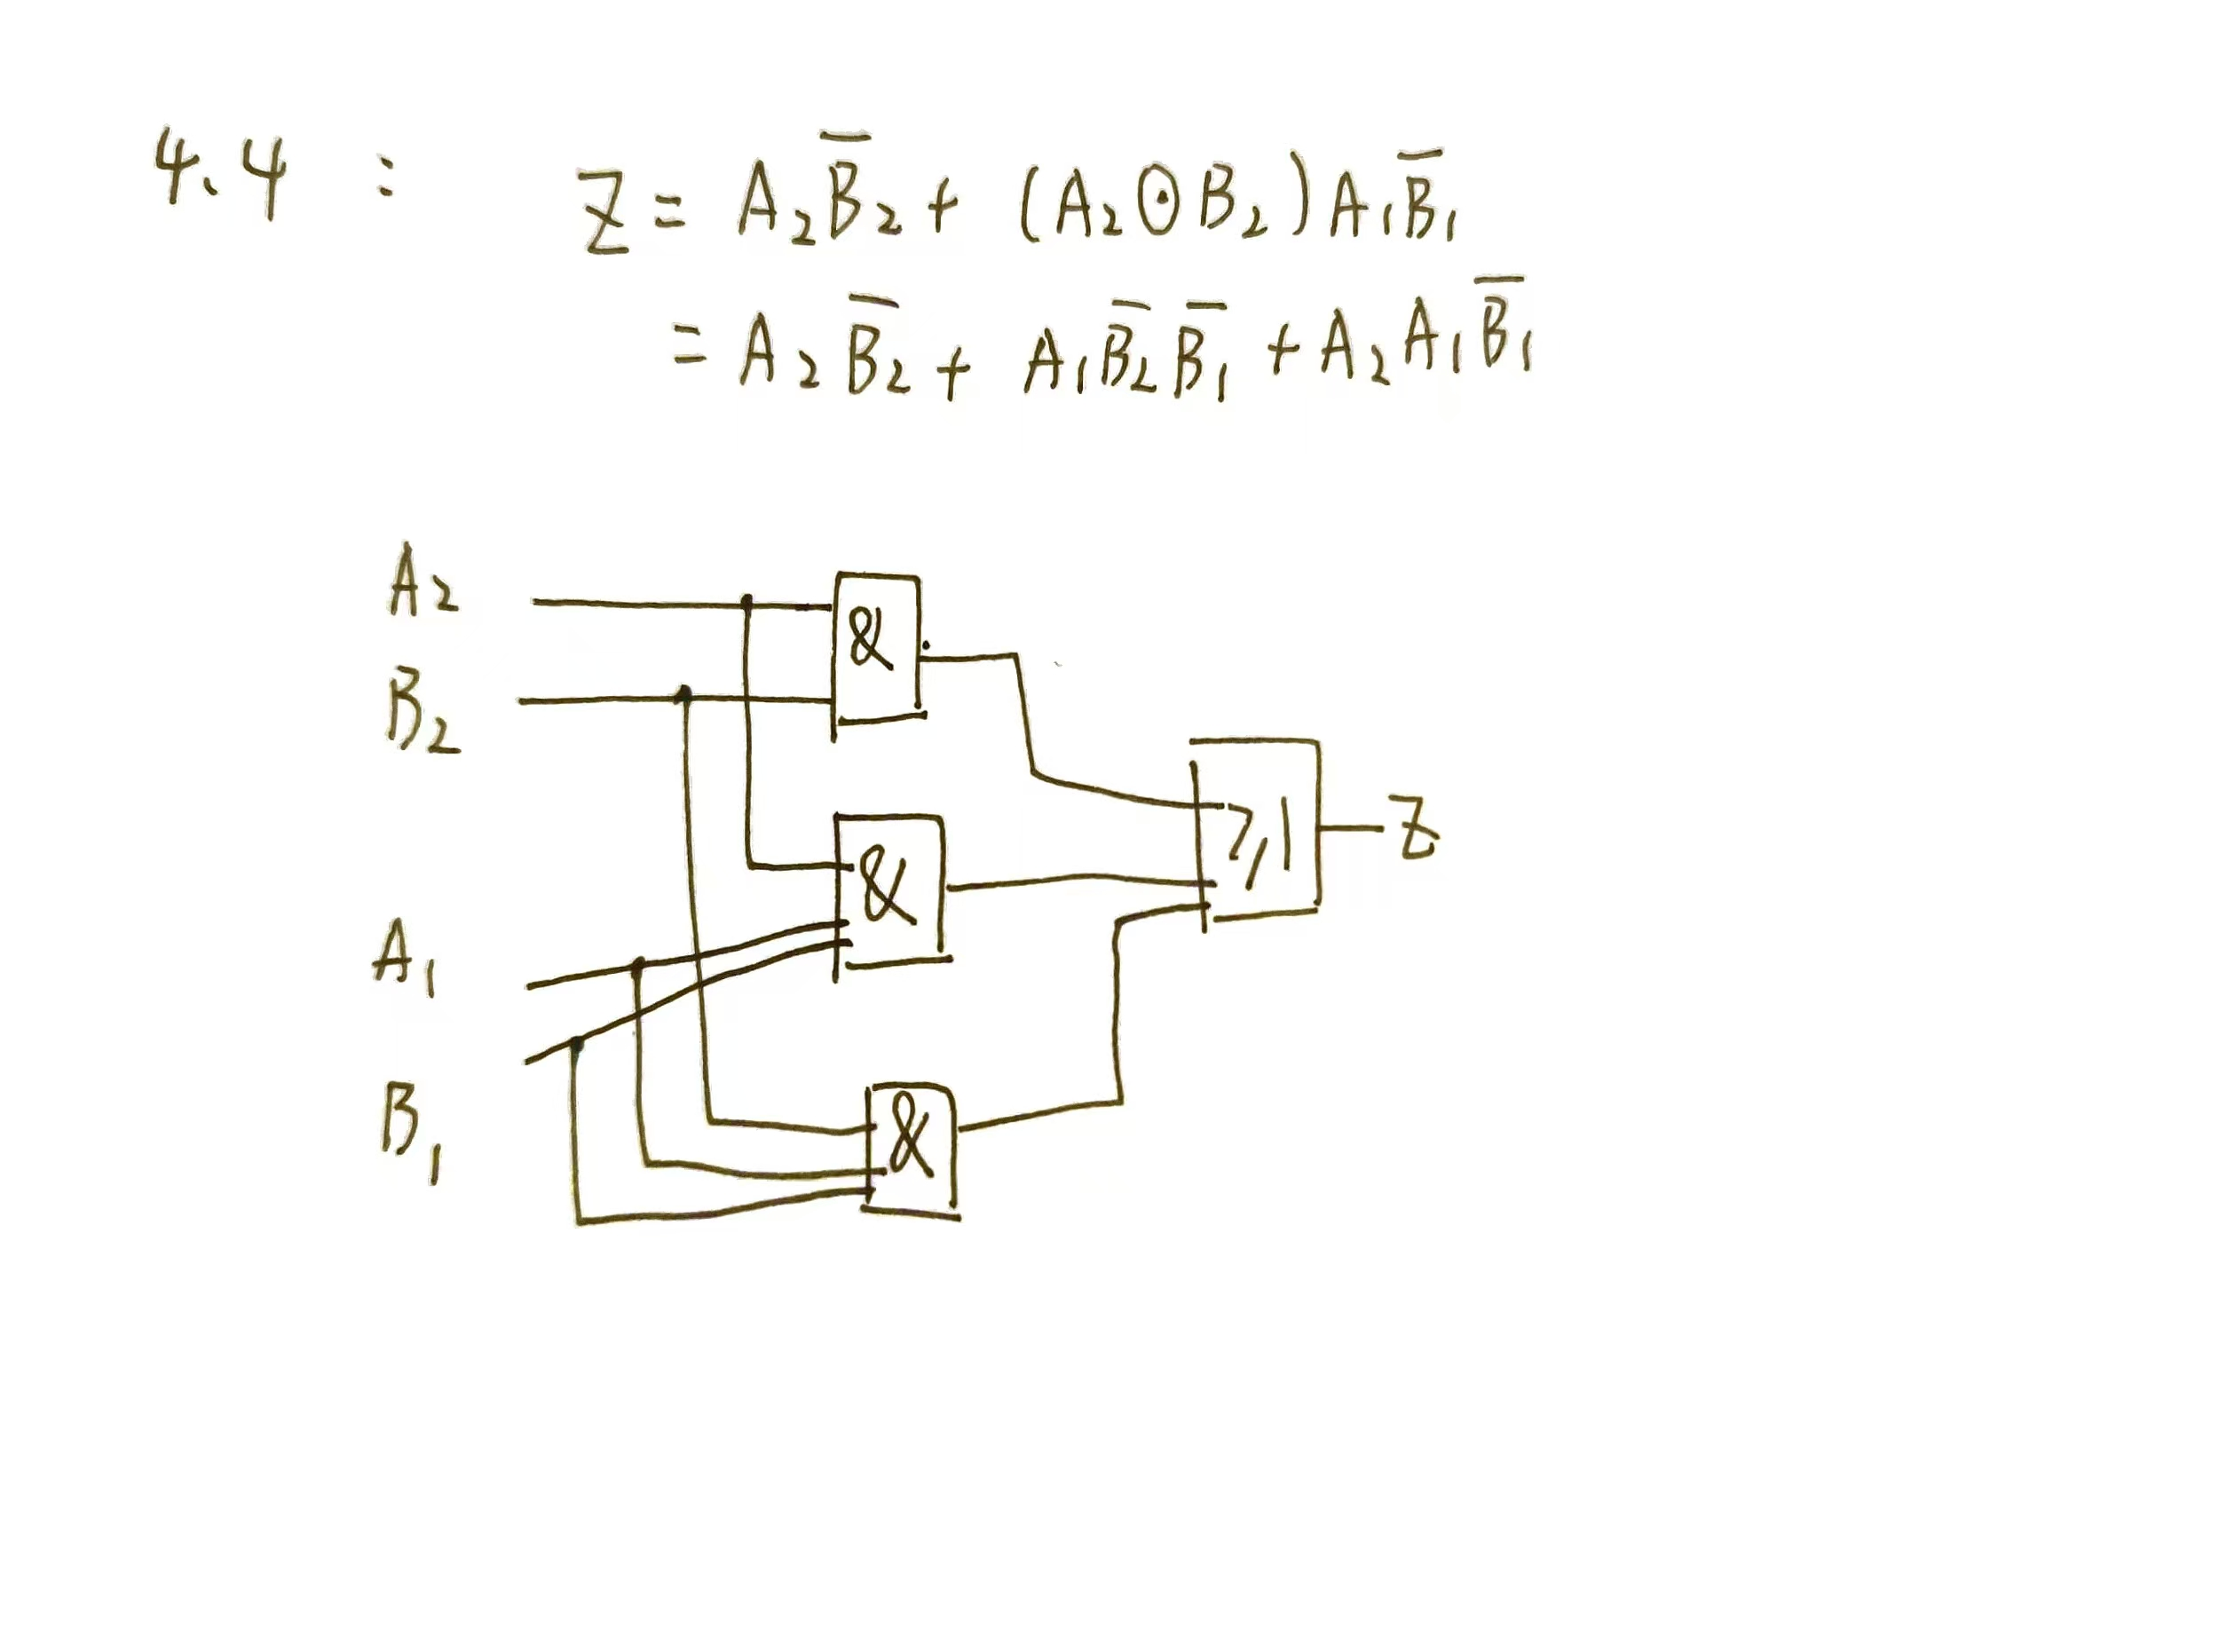 4.4: Z = A₂B̅₂ + (A₂⊙B₂)A₁B̅₁
= A₂B̅₂ + A₁B̅₂B̅₁ + A₂A₁B̅₁
A₂
&
B₂
≥1
Z
&
A₁
B₁
&